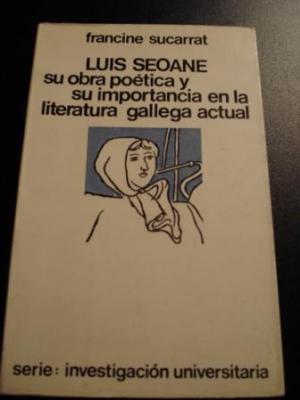 francine sucarrat
LUIS SEOANE
su obra poética y
su importancia en la
literatura gallega actual
serie: investigación universitaria